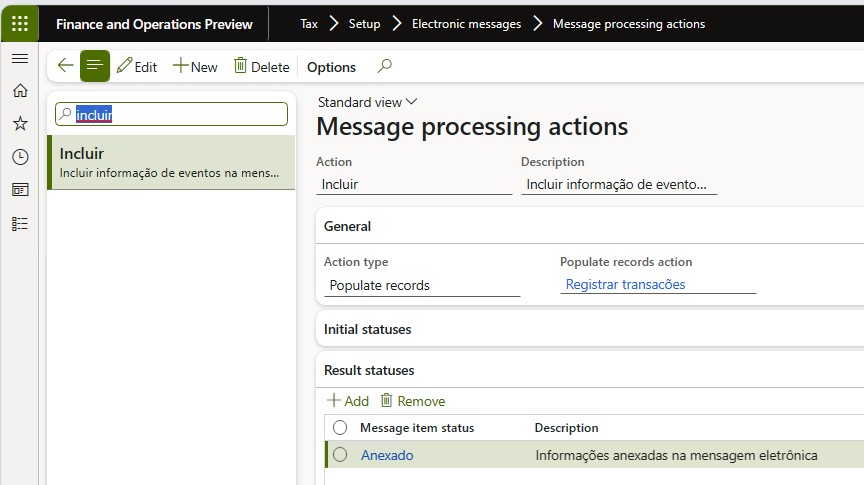 Finance and Operations Preview
Tax > Setup > Electronic messages > Message processing actions
Edit + New Delete Options
incluir
Incluir
Incluir informação de eventos na mens...
Standard view
Message processing actions
Action Description
Incluir Incluir informação de evento...
General
Action type Populate records action
Populate records Registrar transacões
Initial statuses
Result statuses
+ Add Remove
Message item status Description
Anexado Informações anexadas na mensagem eletrônica